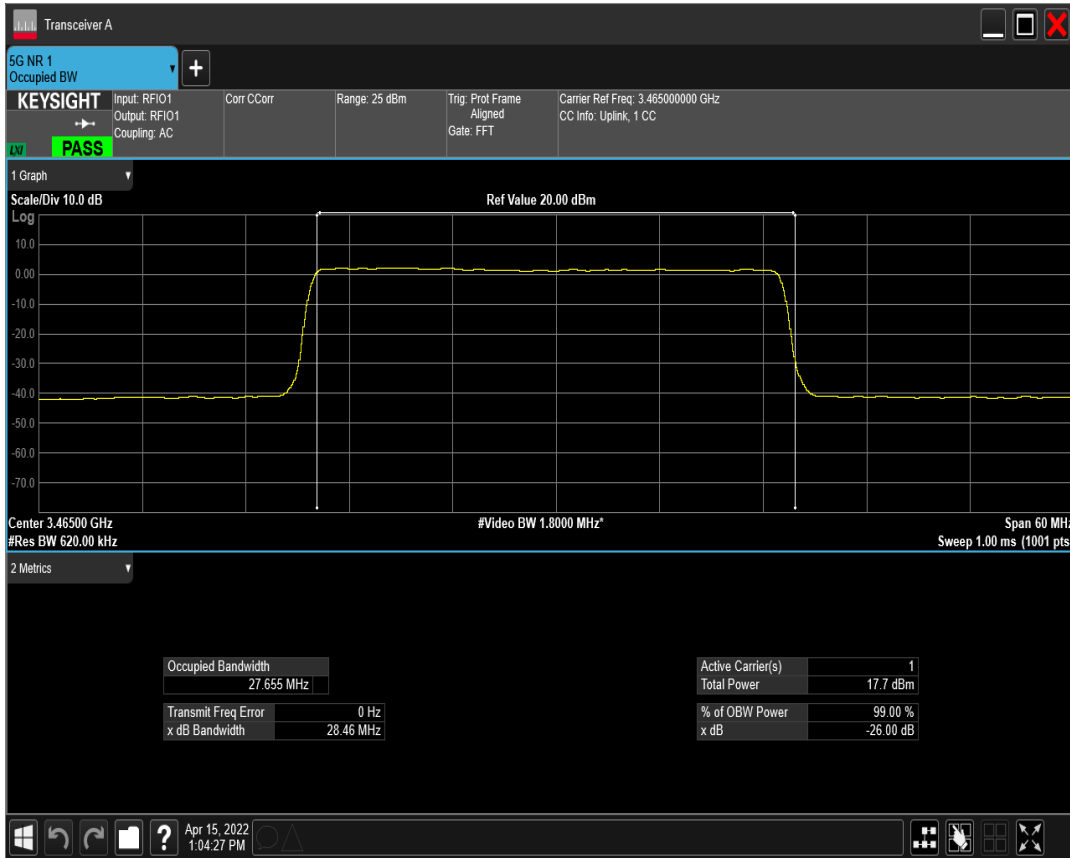 Transceiver A
5G NR 1
Occupied BW
KEYSIGHT
LXI
PASS
Input: RFIO1
Output: RFIO1
Coupling: AC
Corr CCorr
Range: 25 dBm
Trig: Prot Frame
Aligned
Gate: FFT
Carrier Ref Freq: 3.465000000 GHz
CC Info: Uplink, 1 CC
1 Graph
Scale/Div 10.0 dB
Ref Value 20.00 dBm
Log
10.0
0.00
-10.0
-20.0
-30.0
-40.0
-50.0
-60.0
-70.0
Center 3.46500 GHz
#Video BW 1.8000 MHz*
Span 60 MHz
#Res BW 620.00 kHz
Sweep 1.00 ms (1001 pts
2 Metrics
Occupied Bandwidth
27.655 MHz
Transmit Freq Error 0 Hz
x dB Bandwidth 28.46 MHz
Active Carrier(s) 1
Total Power 17.7 dBm
% of OBW Power 99.00 %
x dB -26.00 dB
?
Apr 15, 2022
1:04:27 PM